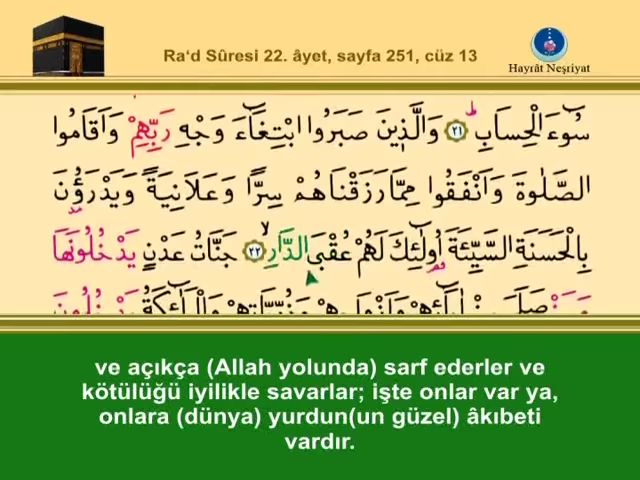 Ra'd Sûresi 22. âyet, sayfa 251, cüz 13
Hayrât Neşriyat
سُوءَ الْحِسَابِ ﴿٢١﴾ وَالَّذِينَ صَبَرُوا ابْتِغَاءَ وَجْهِ رَبِّهِمْ وَاَقَامُوا
الصَّلٰوةَ وَاَنْفَقُوا مِمَّا رَزَقْنَاهُمْ سِرًّا وَعَلَانِيَةً وَيَدْرَؤُنَ
بِالْحَسَنَةِ السَّيِّئَةَ اُولٰئِكَ لَهُمْ عُقْبَى الدَّارِ ﴿٢٢﴾ جَنَّاتُ عَدْنٍ يَدْخُلُونَهَا
ve açıkça (Allah yolunda) sarf ederler ve
kötülüğü iyilikle savarlar; işte onlar var ya,
onlara (dünya) yurdun(un güzel) âkıbeti
vardır.